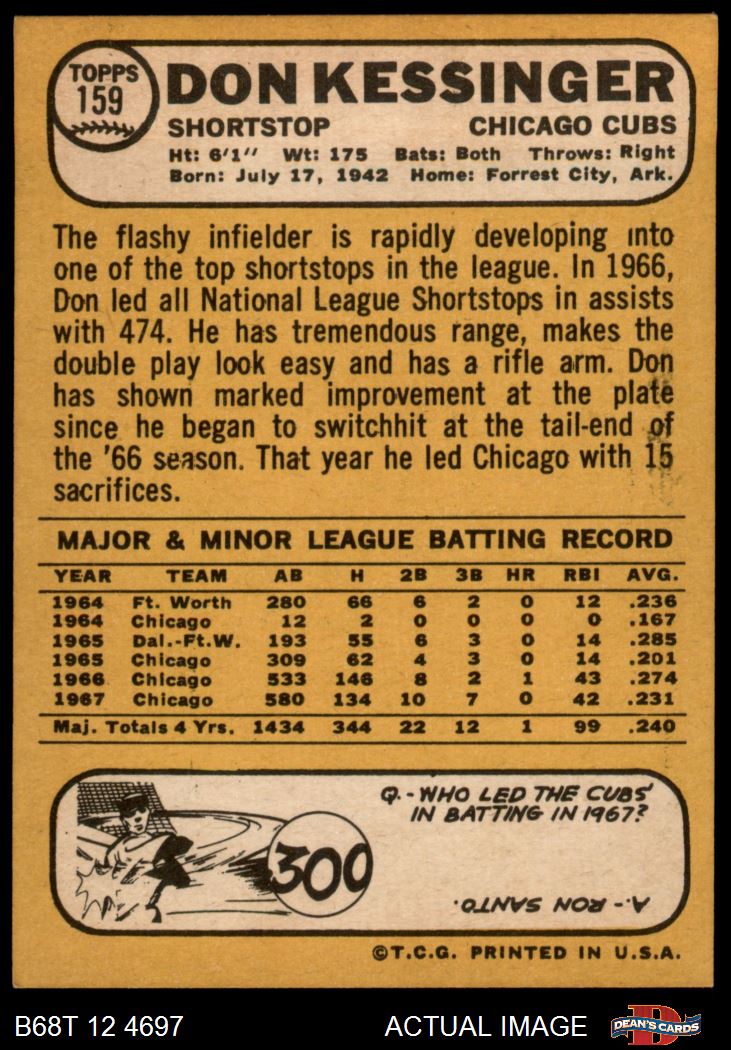 TOPPS
159
DON KESSINGER
SHORTSTOP CHICAGO CUBS
Ht: 6'1" Wt: 175 Bats: Both Throws: Right
Born: July 17, 1942 Home: Forrest City, Ark.
The flashy infielder is rapidly developing into
one of the top shortstops in the league. In 1966,
Don led all National League Shortstops in assists
with 474. He has tremendous range, makes the
double play look easy and has a rifle arm. Don
has shown marked improvement at the plate
since he began to switchhit at the tail-end of
the '66 season. That year he led Chicago with 15
sacrifices.
MAJOR & MINOR LEAGUE BATTING RECORD
YEAR TEAM AB H 2B 3B HR RBI AVG.
1964 Ft. Worth 280 66 6 2 0 12 .236
1964 Chicago 12 2 0 0 0 0 .167
1965 Dal.-Ft.W. 193 55 6 3 0 14 .285
1965 Chicago 309 62 4 3 0 14 .201
1966 Chicago 533 146 8 2 1 43 .274
1967 Chicago 580 134 10 7 0 42 .231
Maj. Totals 4 Yrs. 1434 344 22 12 1 99 .240
Q.-WHO LED THE CUBS'
IN BATTING IN 1967?
300
A.- RON SANTO.
©T.C.G. PRINTED IN U.S.A.
B68T 12 4697 ACTUAL IMAGE
D
DEAN'S CARDS